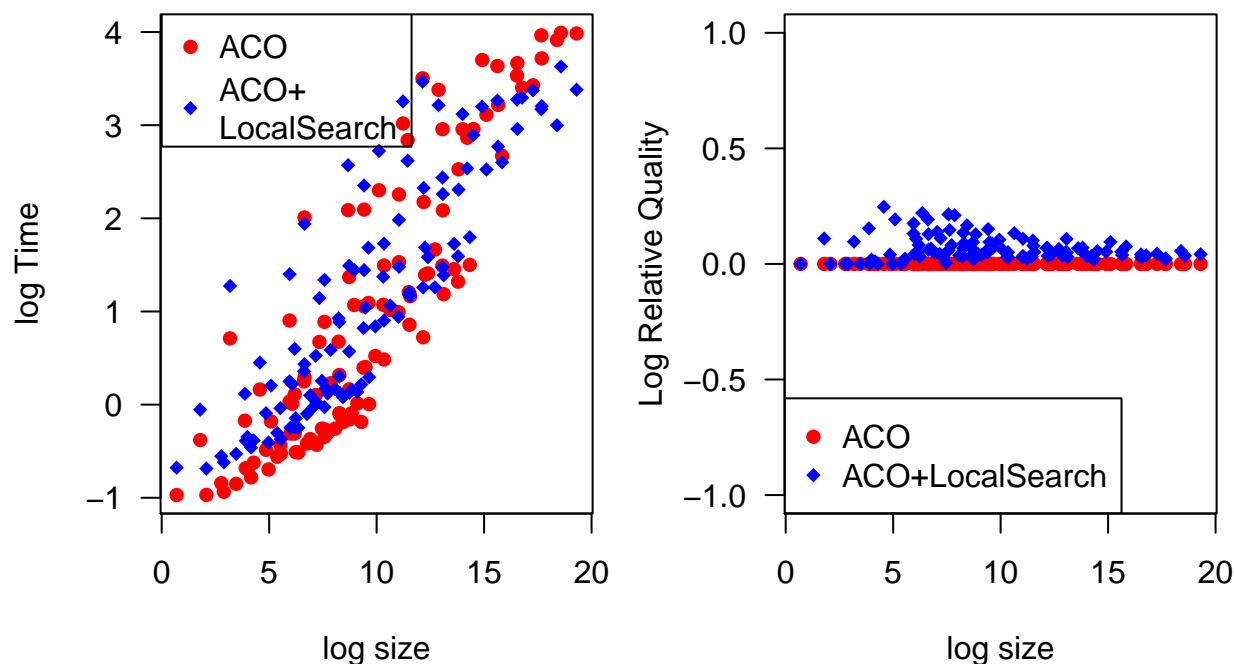 ACO
ACO+
LocalSearch
4
3
2
1
0
−1
0 5 10 15 20
log size
log Time
1.0
0.5
0.0
−0.5
−1.0
ACO
ACO+LocalSearch
0 5 10 15 20
log size
Log Relative Quality